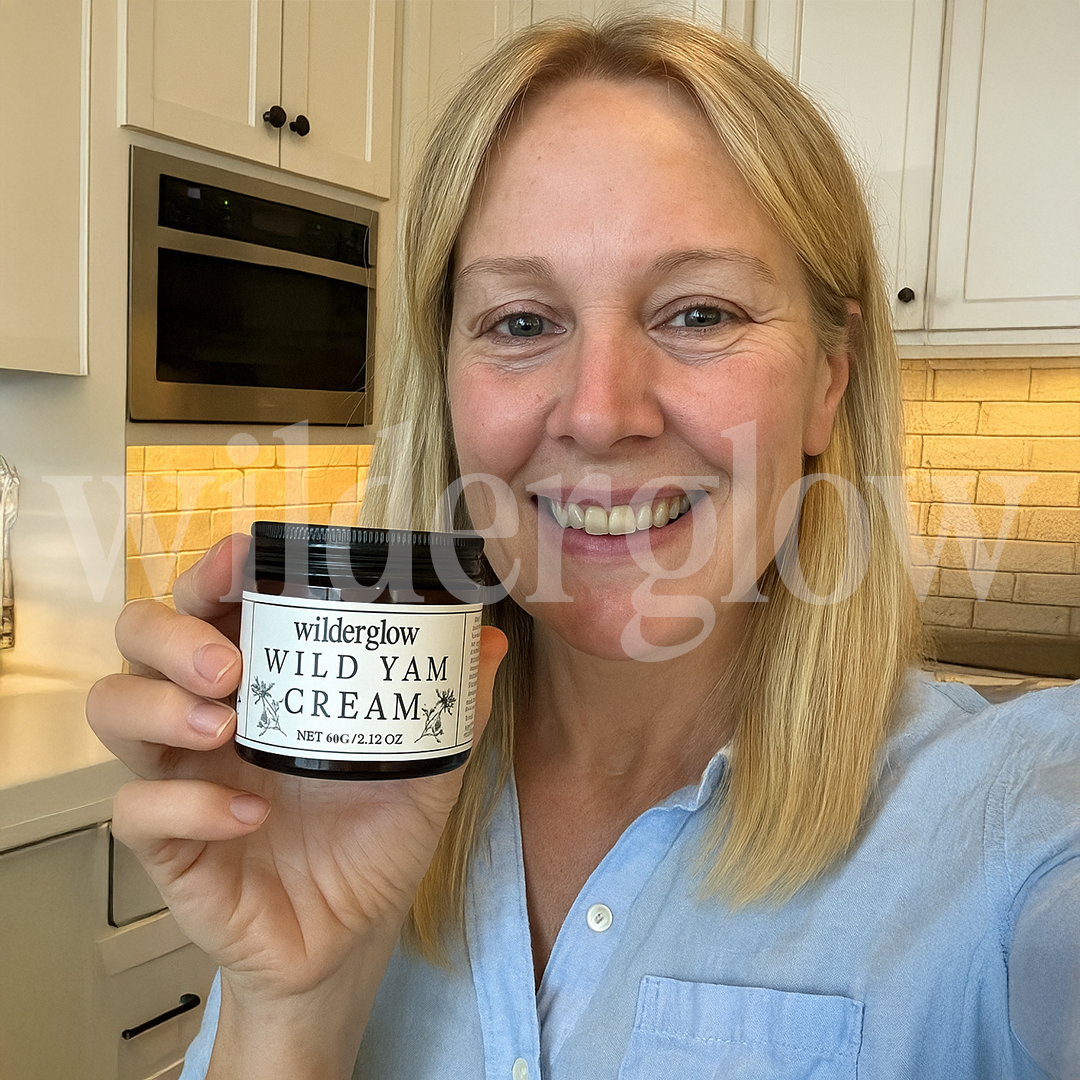 wilderglow
wilderglow
WILD YAM
CREAM
NET 60G/2.12 OZ